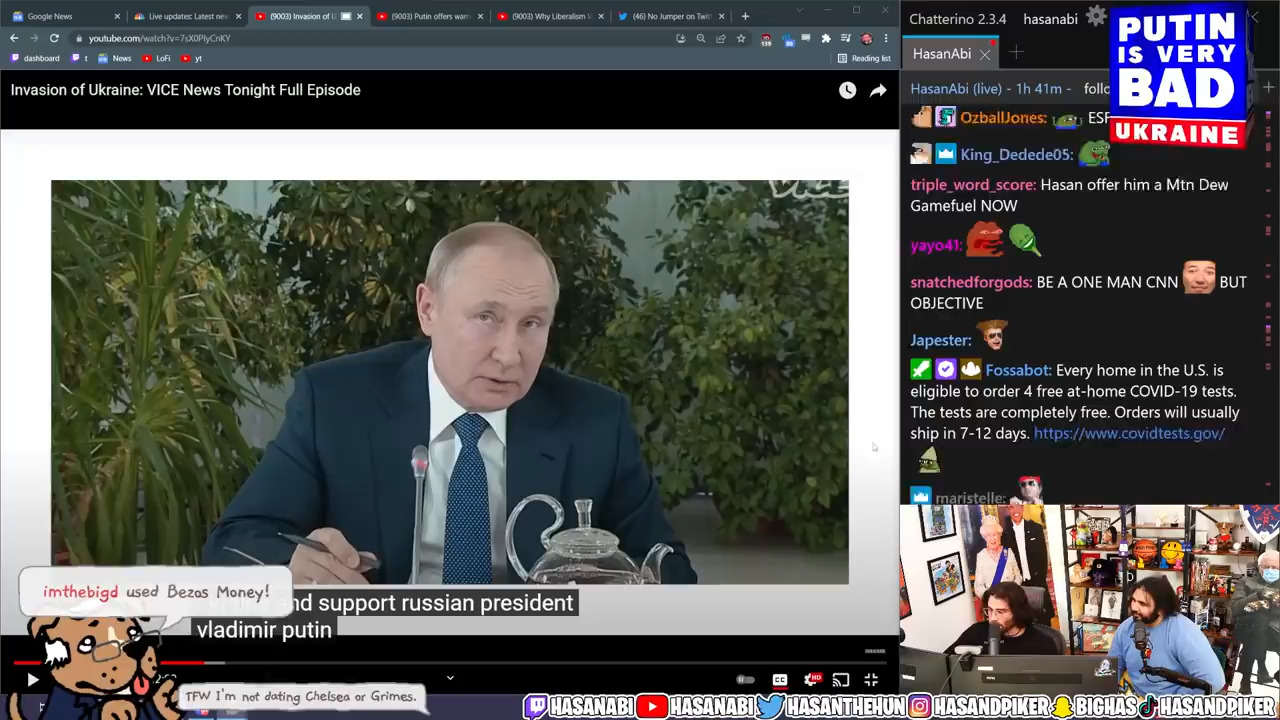 Google News
Live updates: Latest nev
(9003) Invasion of U
(9003) Putin offers warn
(9003) Why Liberalism V
(46) No Jumper on Twitt
youtube.com/watch?v=7sX0PIyCnKY
dashboard
t
News
LoFi
yt
Reading list
Invasion of Ukraine: VICE News Tonight Full Episode
and support russian president
vladimir putin
CC
HD
imthebigd used Bezos Money!
TFW I'm not dating Chelsea or Grimes.
Chatterino 2.3.4
hasanabi
HasanAbi
HasanAbi (live) - 1h 41m -
PUTIN
IS VERY
BAD
UKRAINE
OzballJones:
King_Dedede05:
triple_word_score: Hasan offer him a Mtn Dew
Gamefuel NOW
yayo41:
snatchedforgods: BE A ONE MAN CNN BUT
OBJECTIVE
Japester:
Fossabot: Every home in the U.S. is
eligible to order 4 free at-home COVID-19 tests.
The tests are completely free. Orders will usually
ship in 7-12 days. https://www.covidtests.gov/
maristelle:
HASANABI HASANABI HASANTHEHUN HASANDPIKER BIGHAS HASANDPIKER